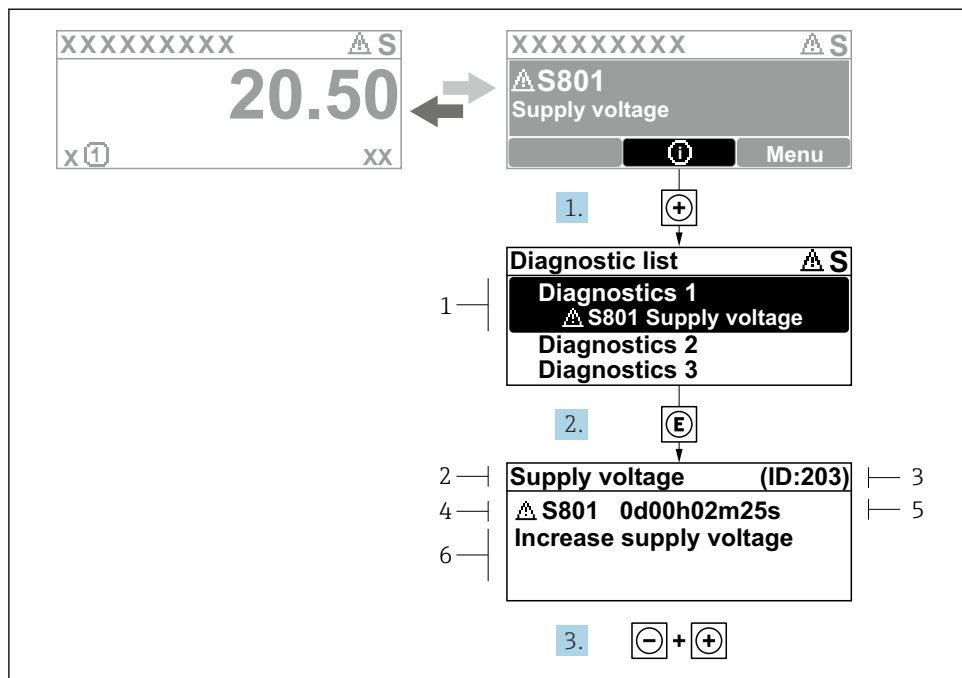 XXXXXXXXX ⚠ S
20.50
x 1 xx
XXXXXXXXX ⚠ S
⚠ S801
Supply voltage
i Menu
1. +
Diagnostic list ⚠ S
1
Diagnostics 1
⚠ S801 Supply voltage
Diagnostics 2
Diagnostics 3
2. E
2 Supply voltage (ID:203) 3
4 ⚠ S801 0d00h02m25s 5
6 Increase supply voltage
3. - + +